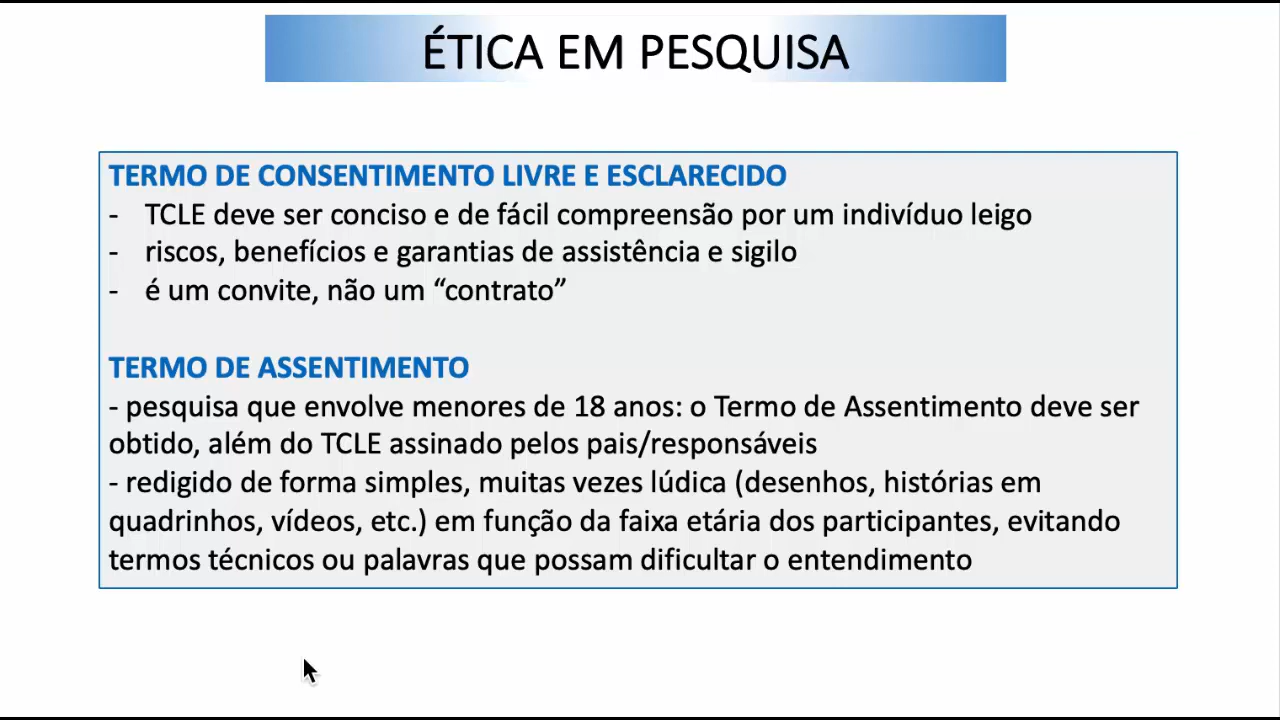 ÉTICA EM PESQUISA
TERMO DE CONSENTIMENTO LIVRE E ESCLARECIDO
- TCLE deve ser conciso e de fácil compreensão por um indivíduo leigo
- riscos, benefícios e garantias de assistência e sigilo
- é um convite, não um “contrato”
TERMO DE ASSENTIMENTO
- pesquisa que envolve menores de 18 anos: o Termo de Assentimento deve ser
obtido, além do TCLE assinado pelos pais/responsáveis
- redigido de forma simples, muitas vezes lúdica (desenhos, histórias em
quadrinhos, vídeos, etc.) em função da faixa etária dos participantes, evitando
termos técnicos ou palavras que possam dificultar o entendimento